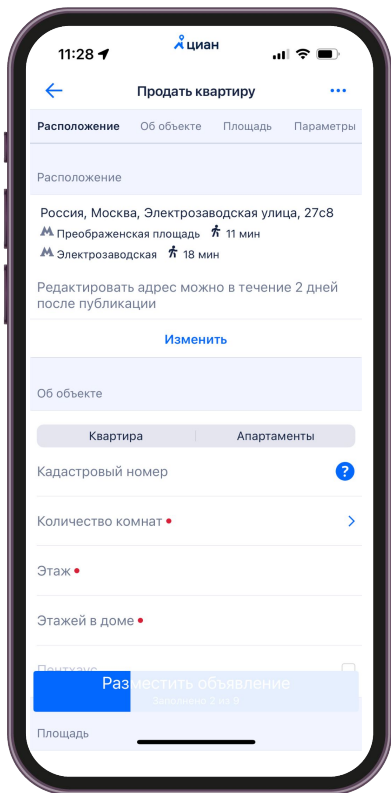 11:28
циан
Продать квартиру
Расположение Об объекте Площадь Параметры
Расположение
Россия, Москва, Электрозаводская улица, 27с8
Преображенская площадь 11 мин
Электрозаводская 18 мин
Редактировать адрес можно в течение 2 дней
после публикации
Изменить
Об объекте
Квартира Апартаменты
Кадастровый номер ?
Количество комнат
Этаж
Этажей в доме
Пентхаус
Разместить объявление
Заполнено 2 из 9
Площадь